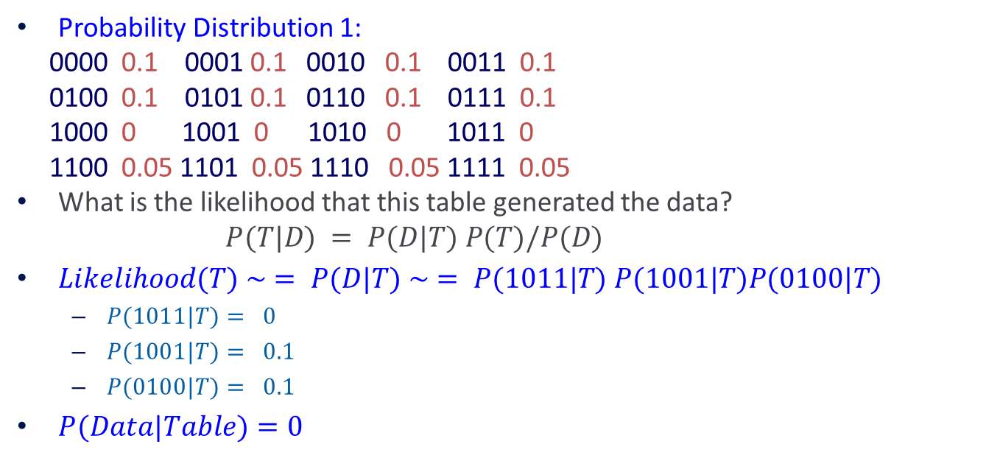 • Probability Distribution 1:
0000 0.1 0001 0.1 0010 0.1 0011 0.1
0100 0.1 0101 0.1 0110 0.1 0111 0.1
1000 0 1001 0 1010 0 1011 0
1100 0.05 1101 0.05 1110 0.05 1111 0.05
• What is the likelihood that this table generated the data?
P(T|D) = P(D|T) P(T)/P(D)
• Likelihood(T) ~ = P(D|T) ~ = P(1011|T) P(1001|T)P(0100|T)
– P(1011|T) = 0
– P(1001|T) = 0.1
– P(0100|T) = 0.1
• P(Data|Table) = 0